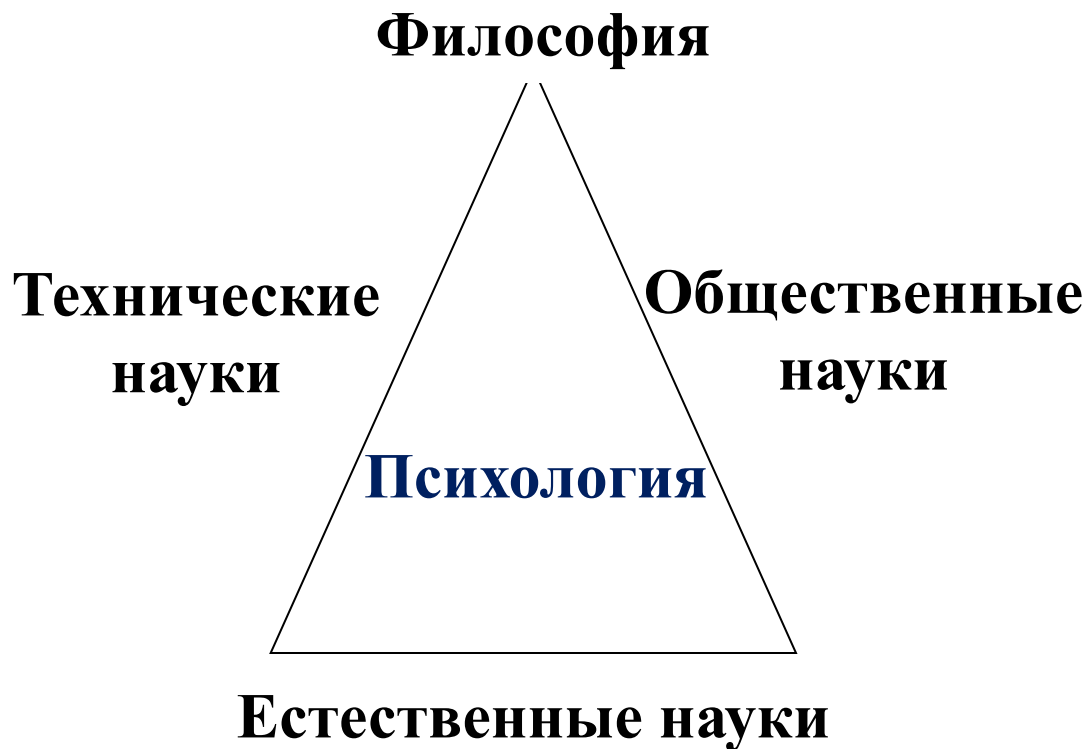 Философия
Технические
науки
Общественные
науки
Психология
Естественные науки